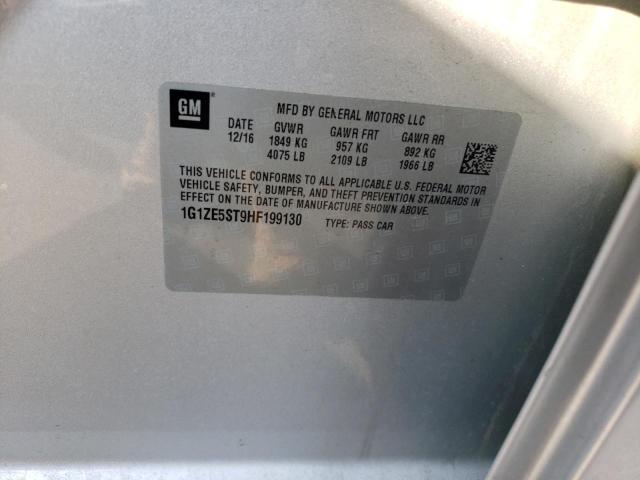 GM
MFD BY GENERAL MOTORS LLC
DATE GVWR GAWR FRT GAWR RR
12/16 1849 KG 957 KG 892 KG
4075 LB 2109 LB 1966 LB
THIS VEHICLE CONFORMS TO ALL APPLICABLE U.S. FEDERAL MOTOR
VEHICLE SAFETY, BUMPER, AND THEFT PREVENTION STANDARDS IN
EFFECT ON THE DATE OF MANUFACTURE SHOWN ABOVE.
1G1ZE5ST9HF199130 TYPE: PASS CAR